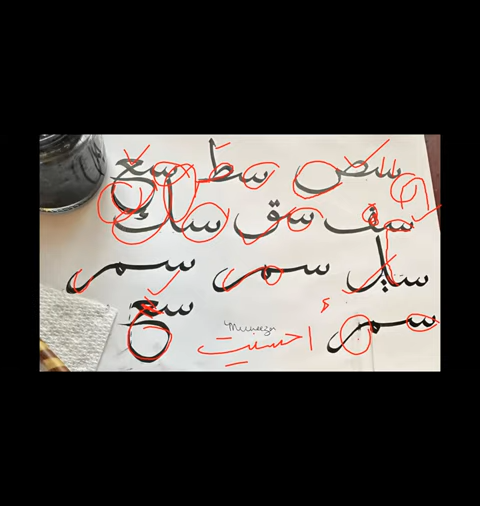 سص سط سع
سف سق سك
سل سم سم
سم سع
أحسنت